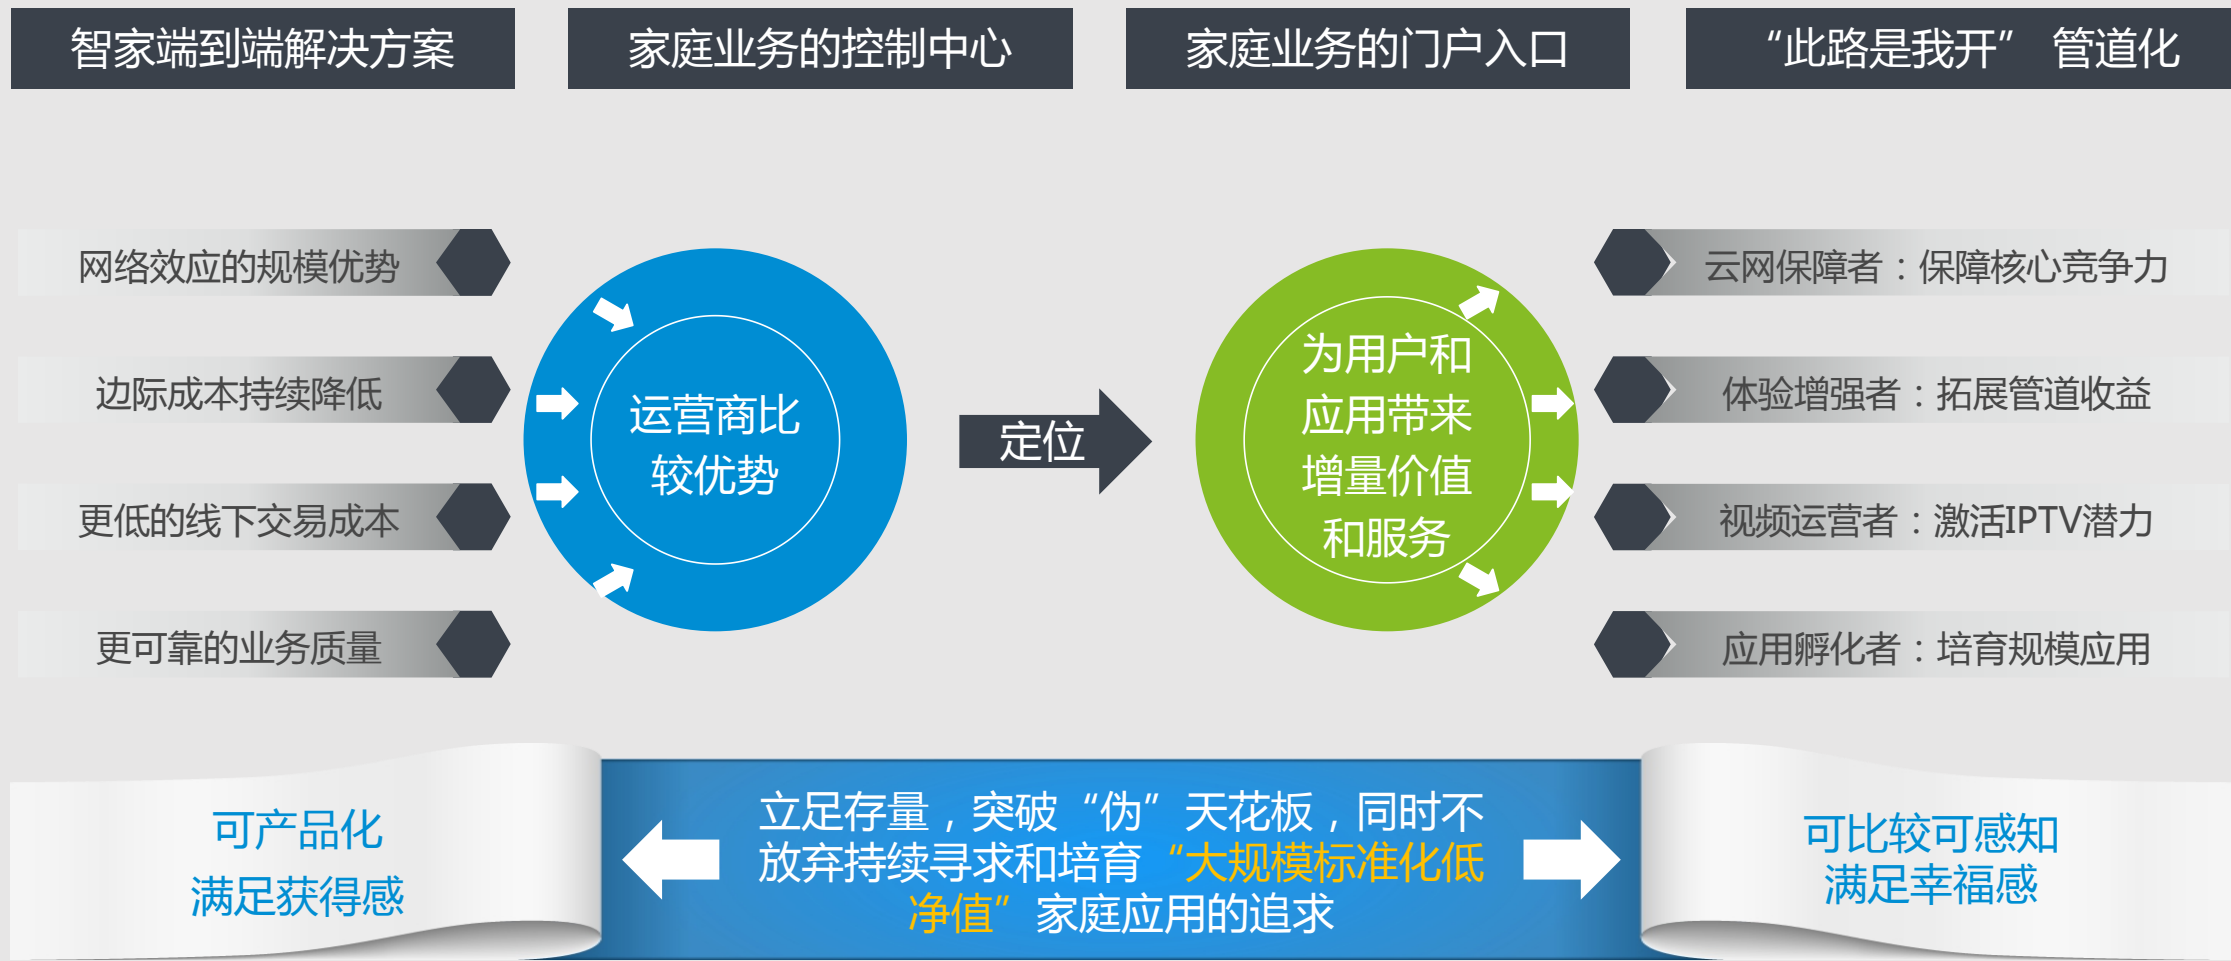 智家端到端解决方案
家庭业务的控制中心
家庭业务的门户入口
“此路是我开” 管道化
网络效应的规模优势
边际成本持续降低
更低的线下交易成本
更可靠的业务质量
运营商比
较优势
定位
为用户和
应用带来
增量价值
和服务
云网保障者：保障核心竞争力
体验增强者：拓展管道收益
视频运营者：激活IPTV潜力
应用孵化者：培育规模应用
可产品化
满足获得感
立足存量，突破“伪”天花板，同时不
放弃持续寻求和培育“大规模标准化低
净值”家庭应用的追求
可比较可感知
满足幸福感